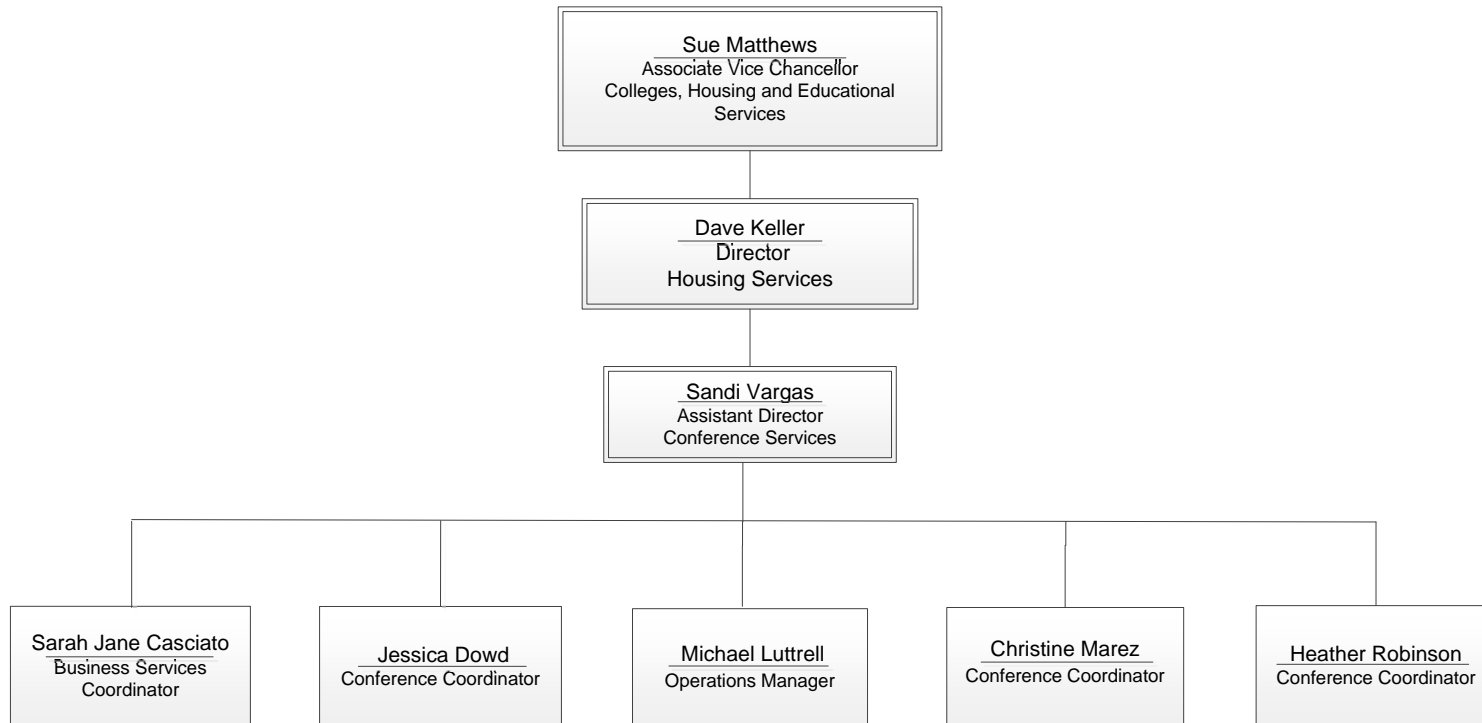 Sue Matthews
Associate Vice Chancellor
Colleges, Housing and Educational
Services
Dave Keller
Director
Housing Services
Sandi Vargas
Assistant Director
Conference Services
Sarah Jane Casciato
Business Services
Coordinator
Jessica Dowd
Conference Coordinator
Michael Luttrell
Operations Manager
Christine Marez
Conference Coordinator
Heather Robinson
Conference Coordinator